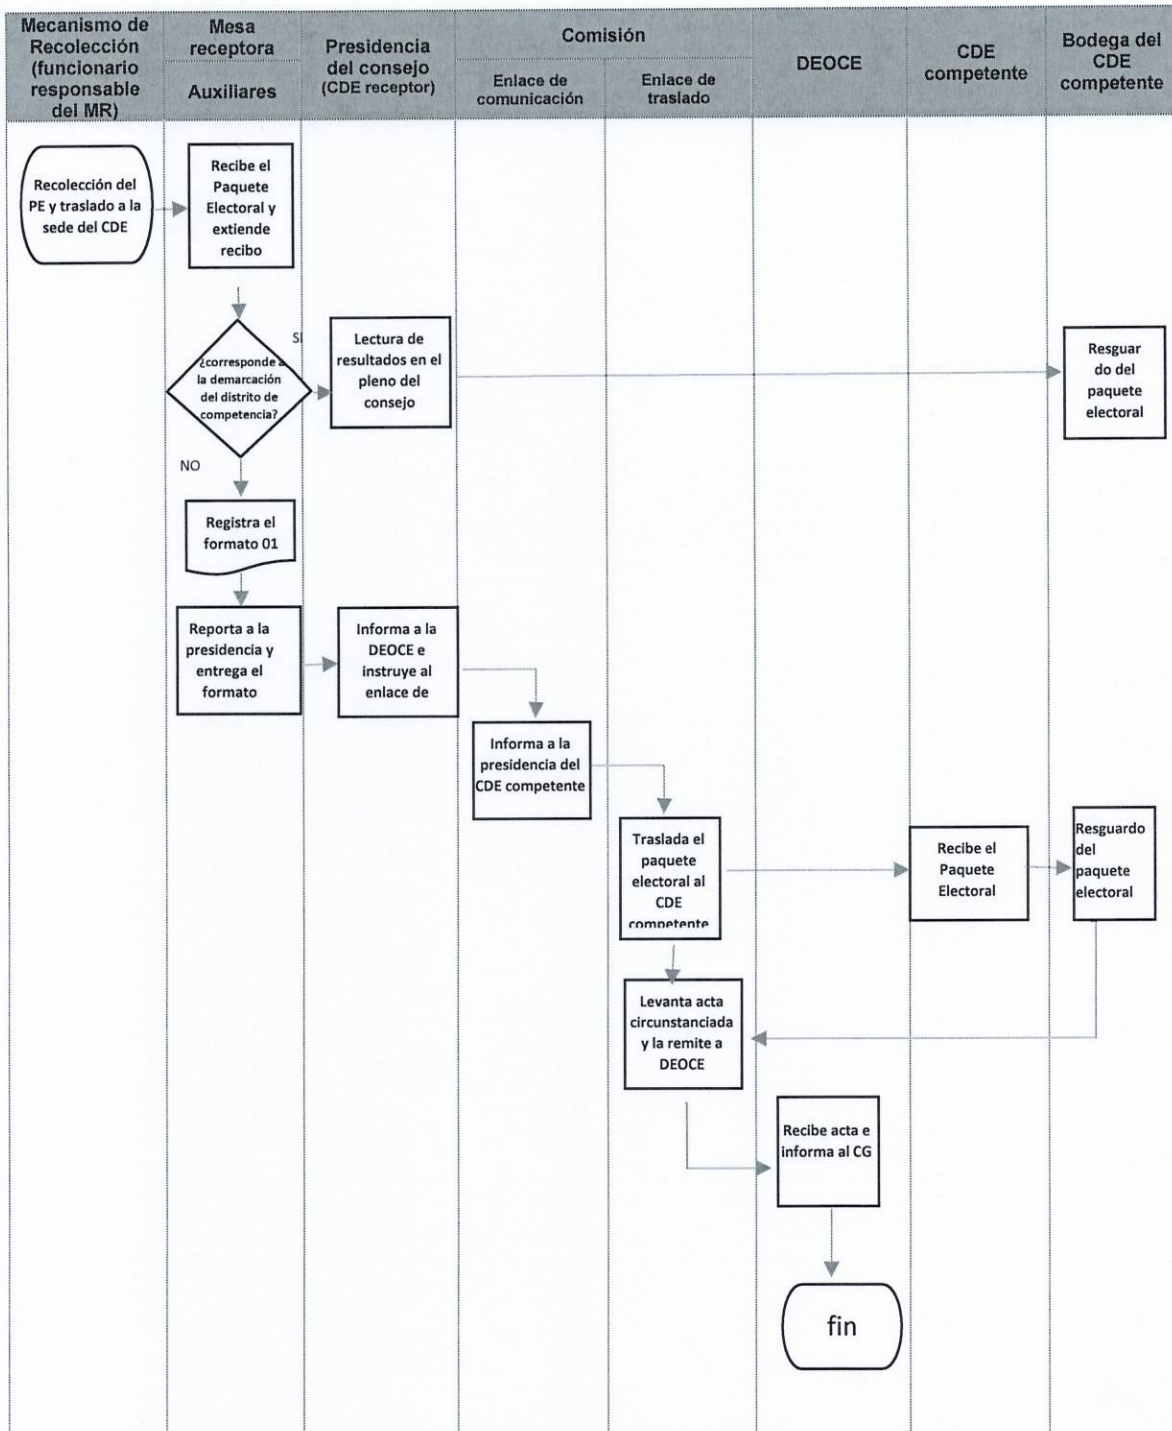 Mecanismo de
Recolección
(funcionario
responsable
del MR)
Mesa
receptora
Auxiliares
Presidencia
del consejo
(CDE receptor)
Comisión
Enlace de
comunicación
Enlace de
traslado
DEOCE
CDE
competente
Bodega del
CDE
competente
Recolección del
PE y traslado a la
sede del CDE
Recibe el
Paquete
Electoral y
extiende
recibo
¿corresponde a
la demarcación
del distrito de
competencia?
SI
Lectura de
resultados en el
pleno del
consejo
Resguar
do del
paquete
electoral
NO
Registra el
formato 01
Reporta a la
presidencia y
entrega el
formato
Informa a la
DEOCE e
instruye al
enlace de
Informa a la
presidencia del
CDE competente
Traslada el
paquete
electoral al
CDE
competente
Recibe el
Paquete
Electoral
Resguardo
del
paquete
electoral
Levanta acta
circunstanciada
y la remite a
DEOCE
Recibe acta e
informa al CG
fin